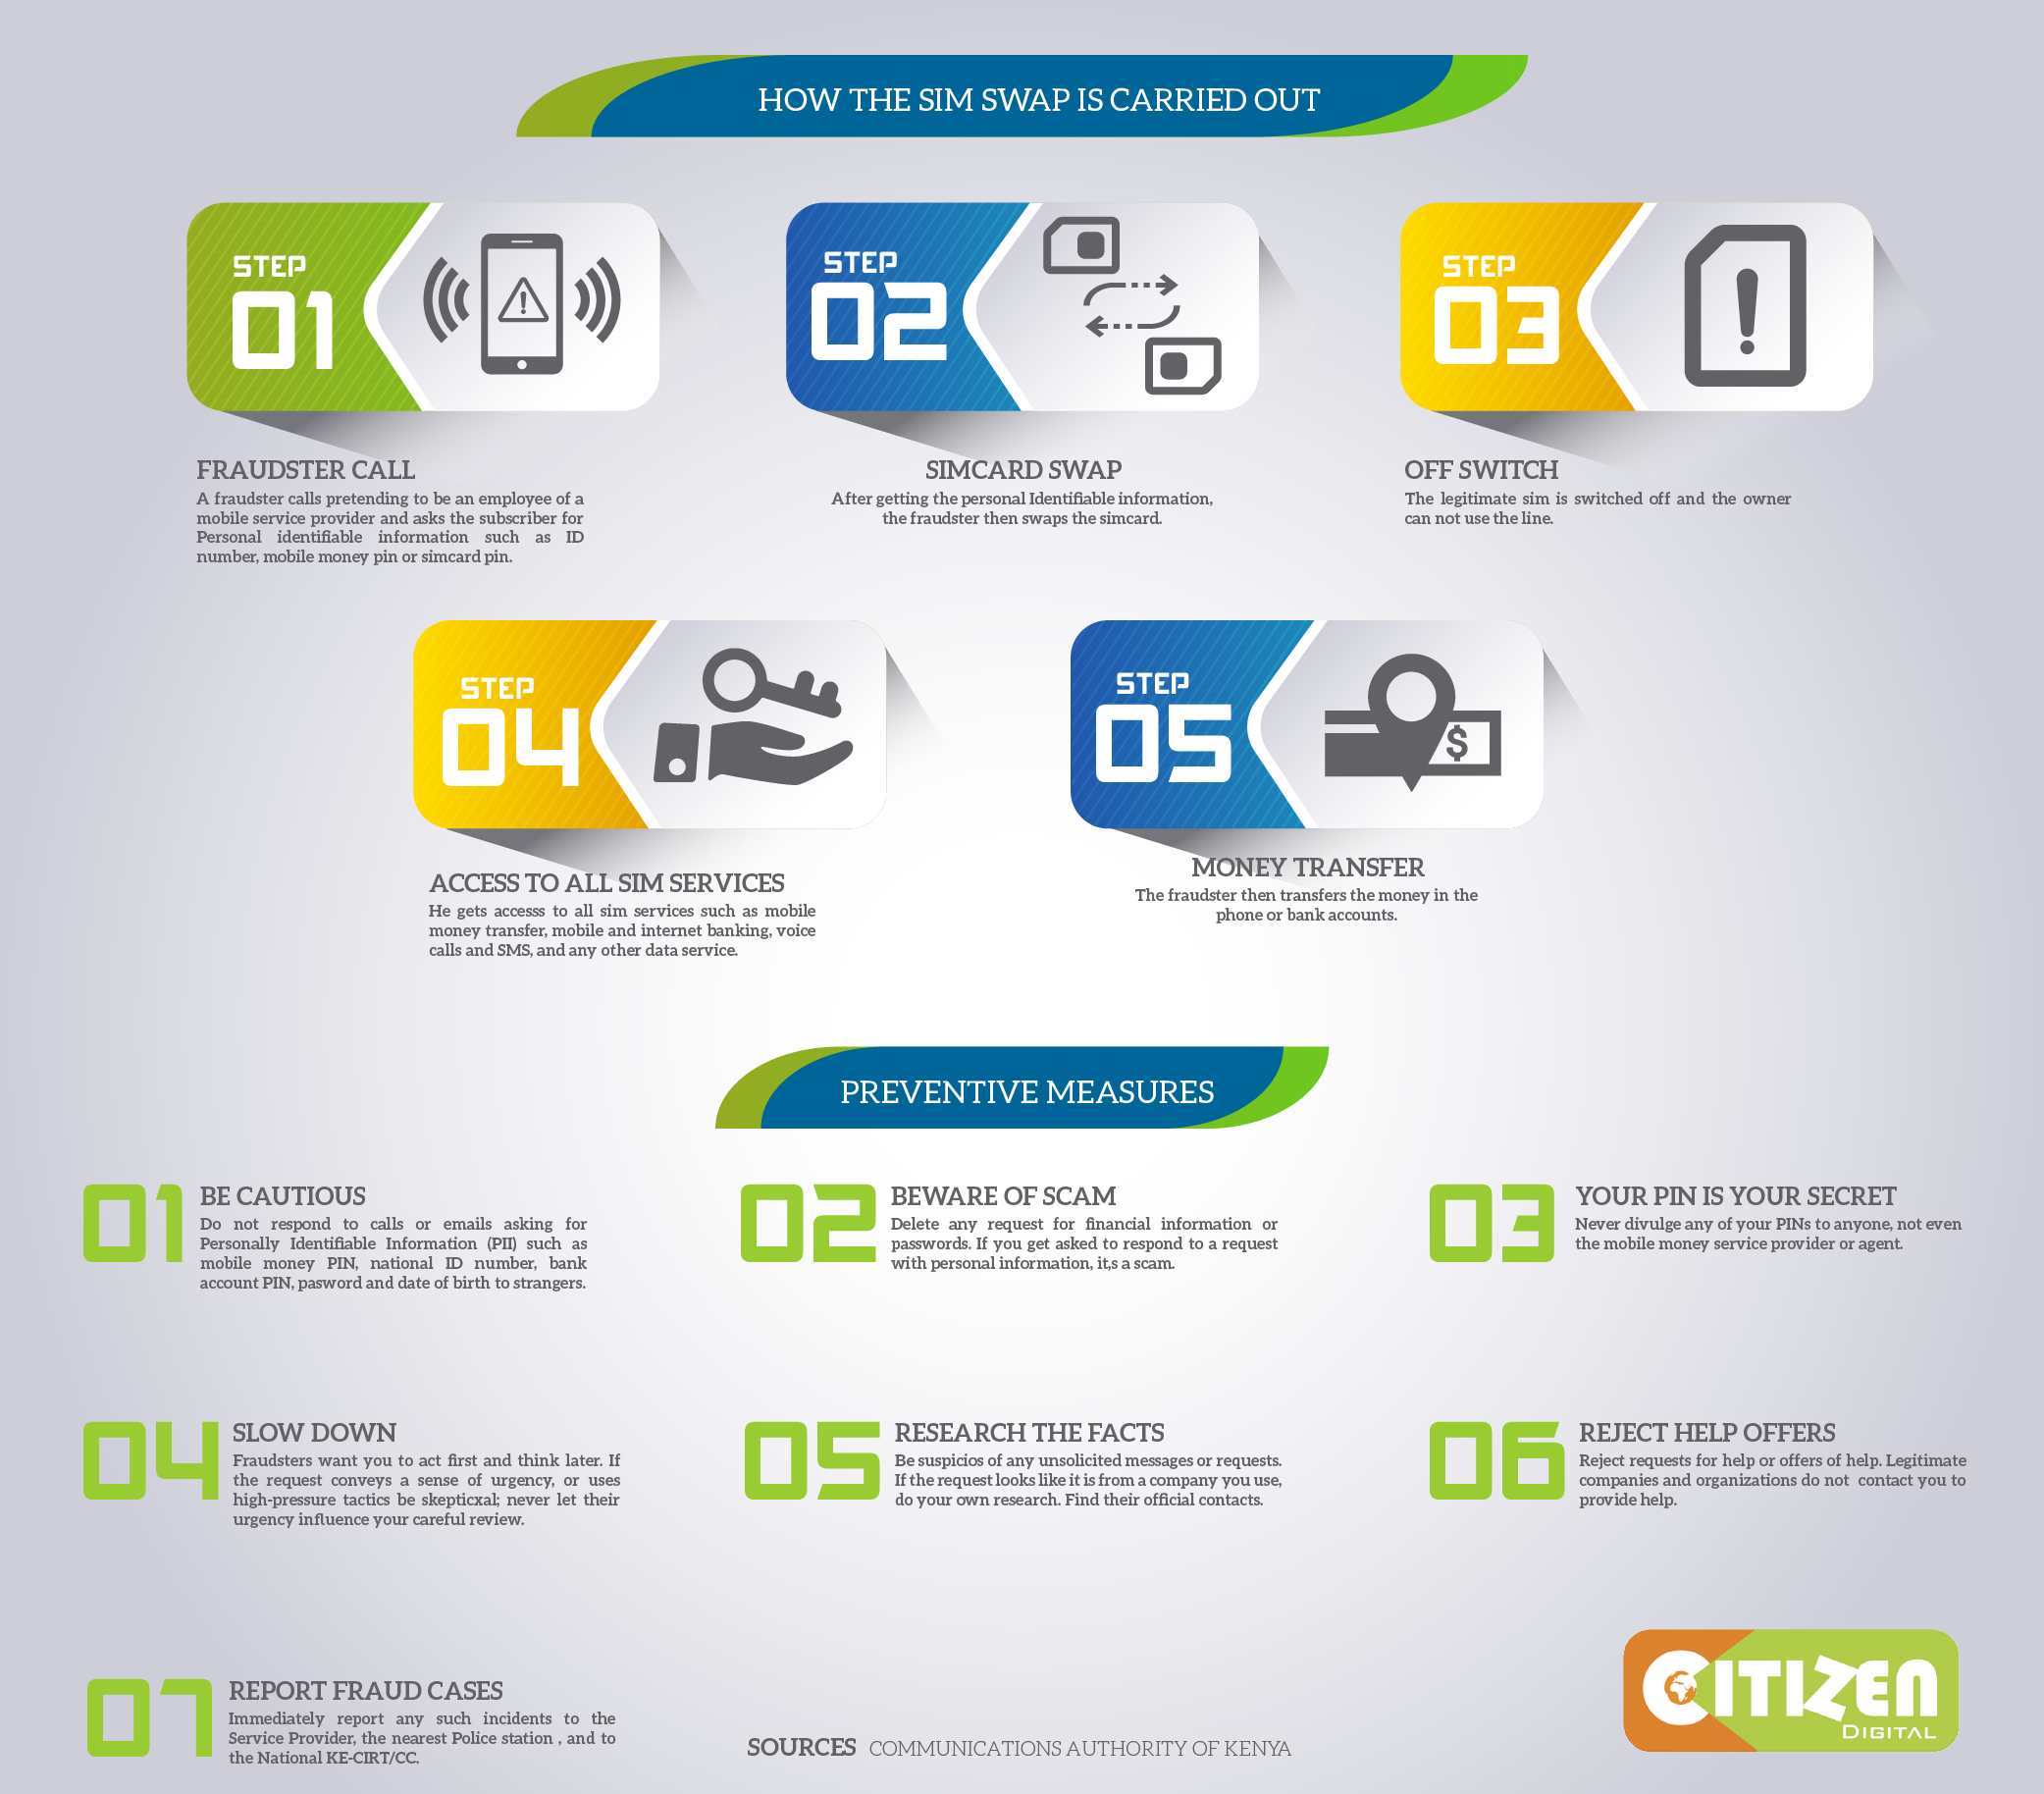 HOW THE SIM SWAP IS CARRIED OUT
STEP
01
FRAUDSTER CALL
A fraudster calls pretending to be an employee of a
mobile service provider and asks the subscriber for
Personal identifiable information such as ID
number, mobile money pin or simcard pin.
STEP
02
SIMCARD SWAP
After getting the personal Identifiable information,
the fraudster then swaps the simcard.
STEP
03
OFF SWITCH
The legitimate sim is switched off and the owner
can not use the line.
STEP
04
ACCESS TO ALL SIM SERVICES
He gets accesss to all sim services such as mobile
money transfer, mobile and internet banking, voice
calls and SMS, and any other data service.
STEP
05
$
MONEY TRANSFER
The fraudster then transfers the money in the
phone or bank accounts.
PREVENTIVE MEASURES
01
BE CAUTIOUS
Do not respond to calls or emails asking for
Personally Identifiable Information (PII) such as
mobile money PIN, national ID number, bank
account PIN, pasword and date of birth to strangers.
02
BEWARE OF SCAM
Delete any request for financial information or
passwords. If you get asked to respond to a request
with personal information, it,s a scam.
03
YOUR PIN IS YOUR SECRET
Never divulge any of your PINs to anyone, not even
the mobile money service provider or agent.
04
SLOW DOWN
Fraudsters want you to act first and think later. If
the request conveys a sense of urgency, or uses
high-pressure tactics be skepticxal; never let their
urgency influence your careful review.
05
RESEARCH THE FACTS
Be suspicios of any unsolicited messages or requests.
If the request looks like it is from a company you use,
do your own research. Find their official contacts.
06
REJECT HELP OFFERS
Reject requests for help or offers of help. Legitimate
companies and organizations do not contact you to
provide help.
07
REPORT FRAUD CASES
Immediately report any such incidents to the
Service Provider, the nearest Police station , and to
the National KE-CIRT/CC.
SOURCES COMMUNICATIONS AUTHORITY OF KENYA
CITIZEN
DIGITAL